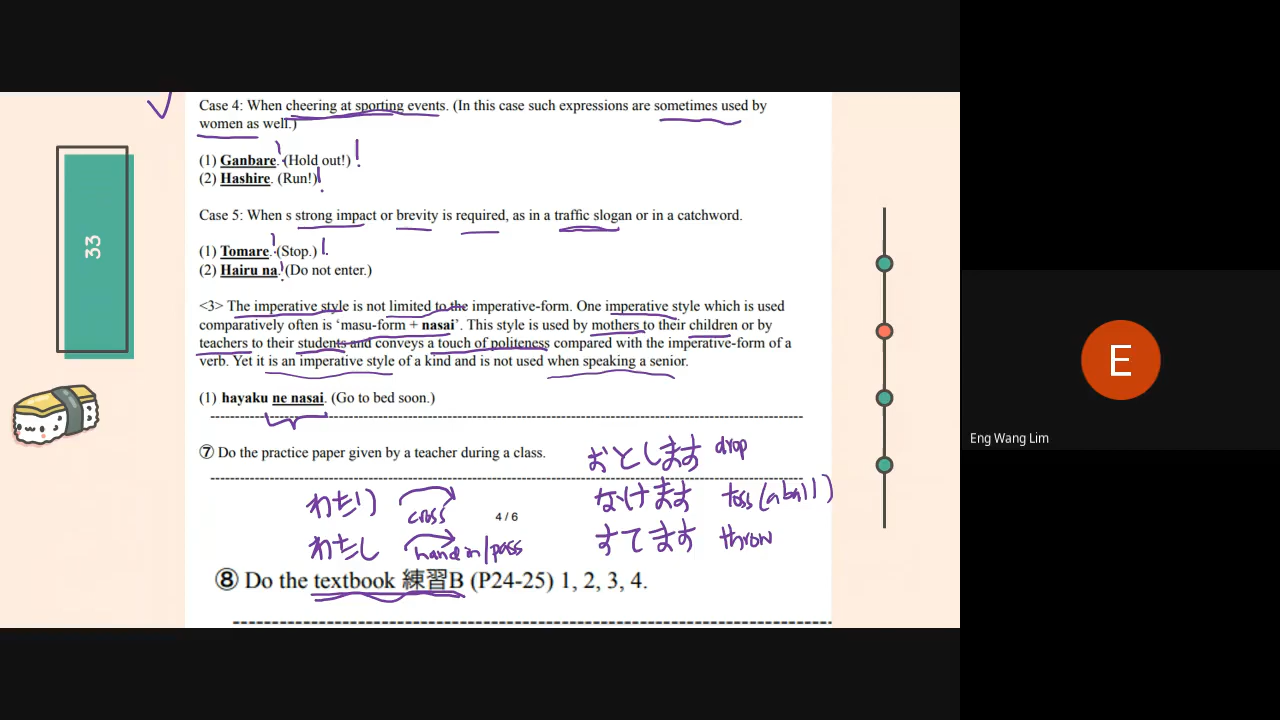 Case 4: When cheering at sporting events. (In this case such expressions are sometimes used by
women as well.)
(1) Ganbare. (Hold out!) !
(2) Hashire. (Run!) !
Case 5: When s strong impact or brevity is required, as in a traffic slogan or in a catchword.
(1) Tomare. (Stop.) !
(2) Hairu na. (Do not enter.)
33
<3> The imperative style is not limited to the imperative-form. One imperative style which is used
comparatively often is ‘masu-form + nasai’. This style is used by mothers to their children or by
teachers to their students and conveys a touch of politeness compared with the imperative-form of a
verb. Yet it is an imperative style of a kind and is not used when speaking a senior.
(1) hayaku ne nasai. (Go to bed soon.)
⑦ Do the practice paper given by a teacher during a class.
おとします drop
わたり cross
なげます toss (a ball)
4 / 6
わたし hand in/pass
すてます throw
⑧ Do the textbook 練習B (P24-25) 1, 2, 3, 4.
E
Eng Wang Lim